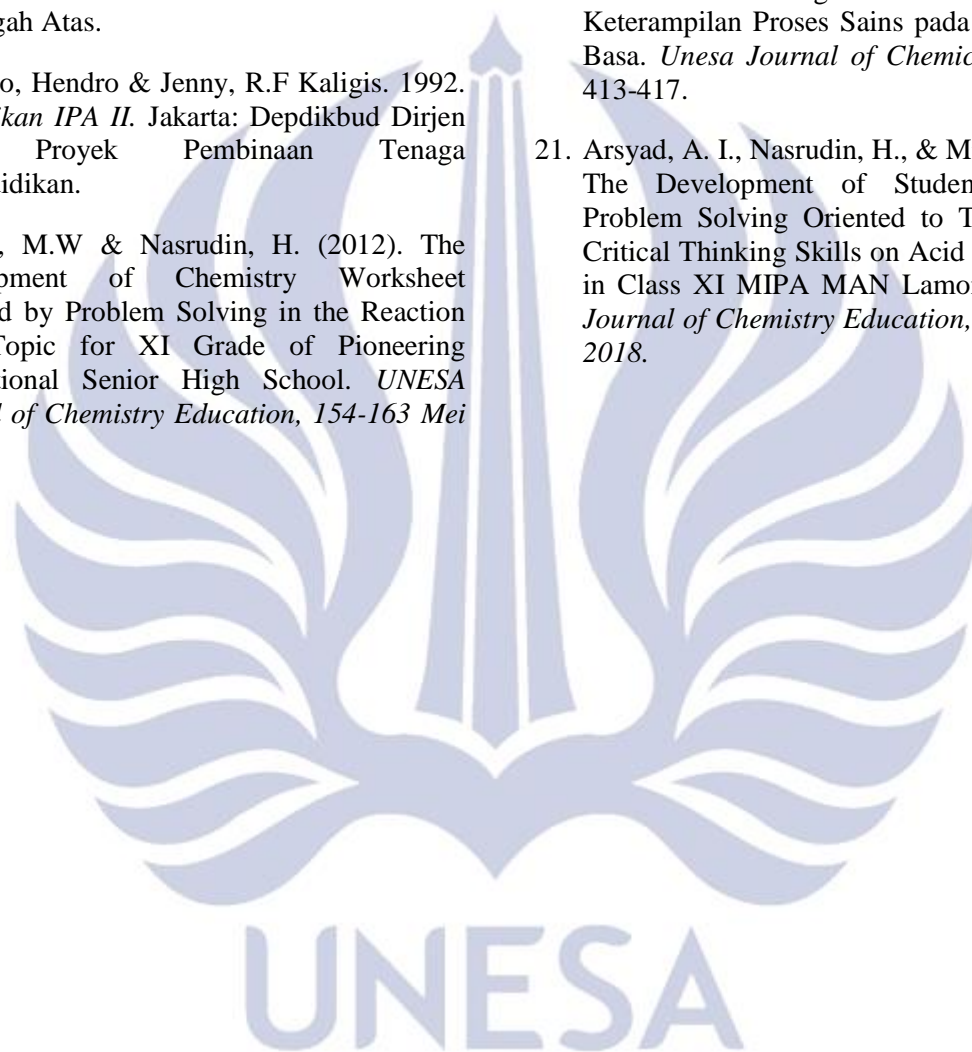 gah Atas.
o, Hendro & Jenny, R.F Kaligis. 1992.
kan IPA II. Jakarta: Depdikbud Dirjen
Proyek Pembinaan Tenaga
idikan.
, M.W & Nasrudin, H. (2012). The
pment of Chemistry Worksheet
d by Problem Solving in the Reaction
Topic for XI Grade of Pioneering
tional Senior High School. UNESA
l of Chemistry Education, 154-163 Mei
Keterampilan Proses Sains pada
Basa. Unesa Journal of Chemic
413-417.
21. Arsyad, A. I., Nasrudin, H., & M
The Development of Studen
Problem Solving Oriented to T
Critical Thinking Skills on Acid
in Class XI MIPA MAN Lamon
Journal of Chemistry Education,
2018.
UNESA